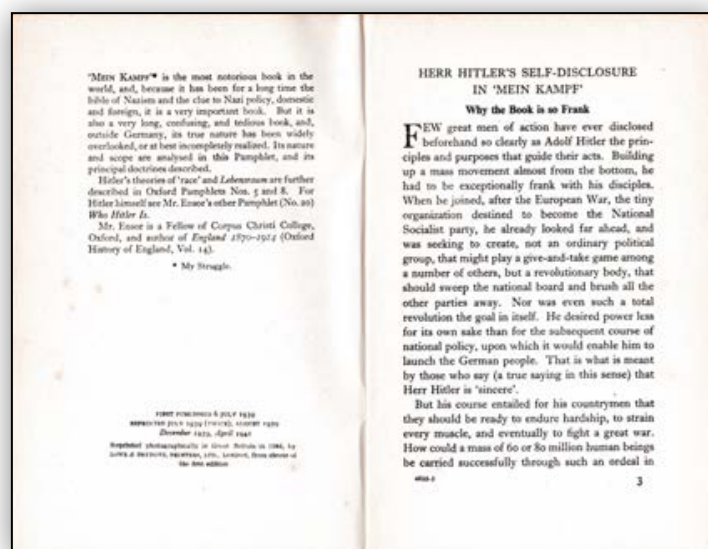 'MEIN KAMPF'* is the most notorious book in the
world, and, because it has been for a long time the
bible of Nazism and the clue to Nazi policy, domestic
and foreign, it is a very important book. But it is
also a very long, confusing, and tedious book, and,
outside Germany, its true nature has been widely
overlooked, or at best incompletely realized. Its nature
and scope are analysed in this Pamphlet, and its
principal doctrines described.
Hitler's theories of 'race' and Lebensraum are further
described in Oxford Pamphlets Nos. 5 and 8. For
Hitler himself see Mr. Ensor's other Pamphlet (No. 20)
Who Hitler Is.
Mr. Ensor is a Fellow of Corpus Christi College,
Oxford, and author of England 1870-1914 (Oxford
History of England, Vol. 14).
* My Struggle.
FIRST PUBLISHED 6 JULY 1939
REPRINTED JULY 1939 (TWICE), AUGUST 1939
December 1939, April
Reprinted photographically in Great Britain in by
LOWE & BRYDONE, PRINTERS, LTD., LONDON, from sheets of
the first edition
HERR HITLER'S SELF-DISCLOSURE
IN 'MEIN KAMPF'
Why the Book is so Frank
FEW great men of action have ever disclosed
beforehand so clearly as Adolf Hitler the prin-
ciples and purposes that guide their acts. Building
up a mass movement almost from the bottom, he
had to be exceptionally frank with his disciples.
When he joined, after the European War, the tiny
organization destined to become the National
Socialist party, he already looked far ahead, and
was seeking to create, not an ordinary political
group, that might play a give-and-take game among
a number of others, but a revolutionary body, that
should sweep the national board and brush all the
other parties away. Nor was even such a total
revolution the goal in itself. He desired power less
for its own sake than for the subsequent course of
national policy, upon which it would enable him to
launch the German people. That is what is meant
by those who say (a true saying in this sense) that
Herr Hitler is 'sincere'.
But his course entailed for his countrymen that
they should be ready to endure hardship, to strain
every muscle, and eventually to fight a great war.
How could a mass of 60 or 80 million human beings
be carried successfully through such an ordeal in
3